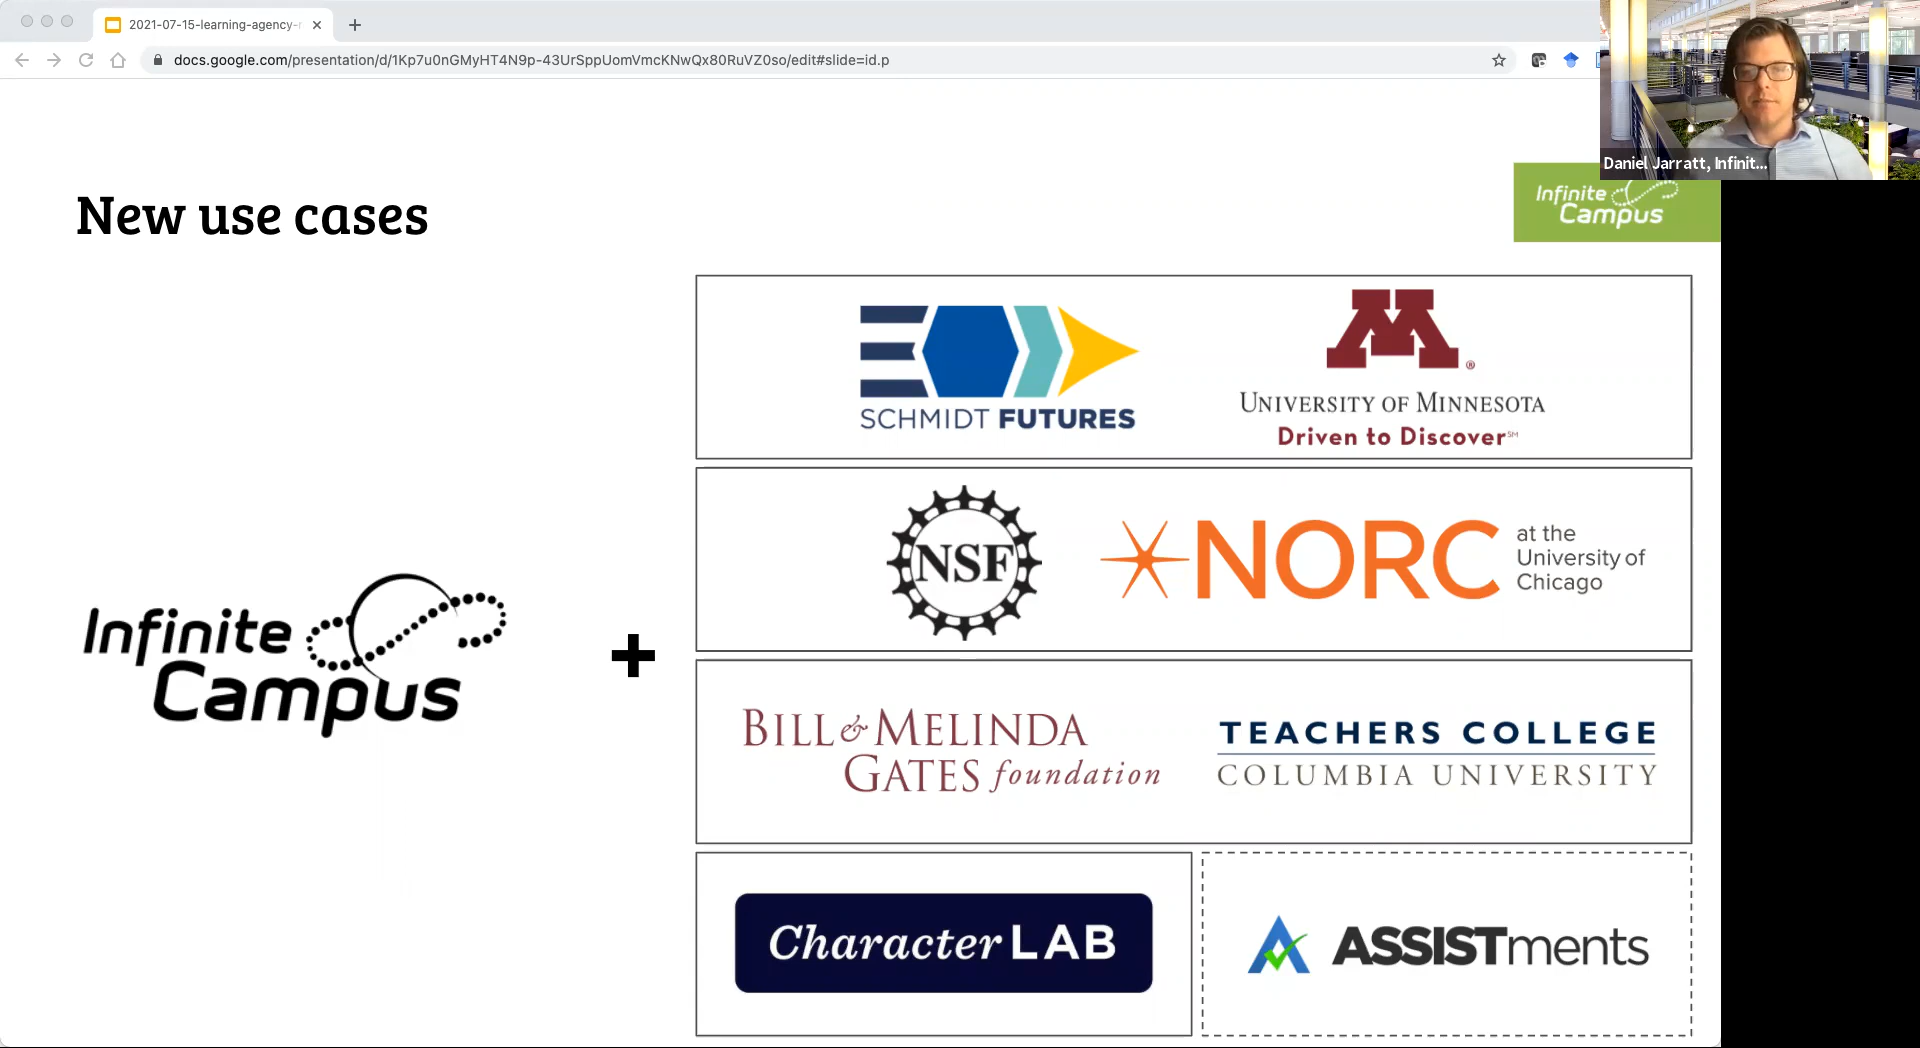 2021-07-15-learning-agency-
docs.google.com/presentation/d/1Kp7u0nGMyHT4N9p-43UrSppUomVmcKNwQx80RuVZ0so/edit#slide=id.p
Daniel Jarratt, Infinit...
Infinite
Campus
New use cases
SCHMIDT FUTURES
UNIVERSITY OF MINNESOTA
Driven to Discover℠
NSF
NORC
at the
University of
Chicago
Infinite
Campus
+
BILL & MELINDA
GATES foundation
TEACHERS COLLEGE
COLUMBIA UNIVERSITY
Character LAB
ASSISTments